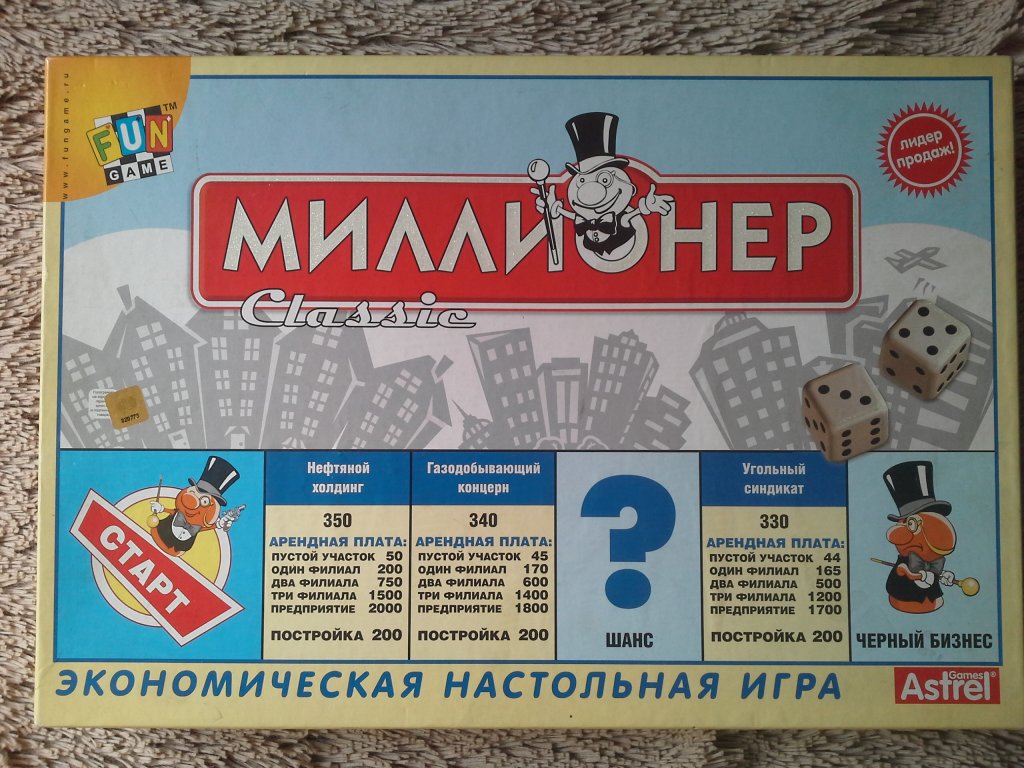 www.fungame.ru
FUN™
GAME
лидер
продаж!
МИЛЛИОНЕР
Classic
СТАРТ
Нефтяной
холдинг
350
АРЕНДНАЯ ПЛАТА:
ПУСТОЙ УЧАСТОК 50
ОДИН ФИЛИАЛ 200
ДВА ФИЛИАЛА 750
ТРИ ФИЛИАЛА 1500
ПРЕДПРИЯТИЕ 2000
ПОСТРОЙКА 200
Газодобывающий
концерн
340
АРЕНДНАЯ ПЛАТА:
ПУСТОЙ УЧАСТОК 45
ОДИН ФИЛИАЛ 170
ДВА ФИЛИАЛА 600
ТРИ ФИЛИАЛА 1400
ПРЕДПРИЯТИЕ 1800
ПОСТРОЙКА 200
?
ШАНС
Угольный
синдикат
330
АРЕНДНАЯ ПЛАТА:
ПУСТОЙ УЧАСТОК 44
ОДИН ФИЛИАЛ 165
ДВА ФИЛИАЛА 500
ТРИ ФИЛИАЛА 1200
ПРЕДПРИЯТИЕ 1700
ПОСТРОЙКА 200
ЧЕРНЫЙ БИЗНЕС
ЭКОНОМИЧЕСКАЯ НАСТОЛЬНАЯ ИГРА
Games
Astrel®